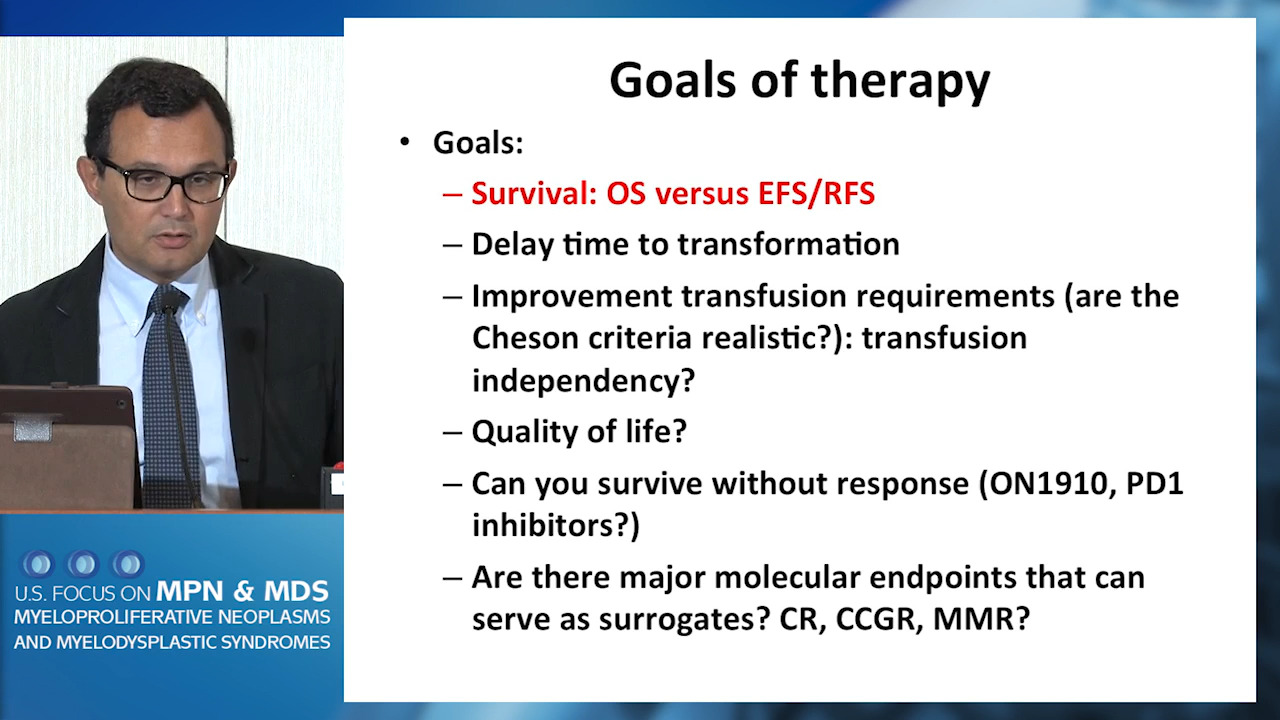 Goals of therapy
• Goals:
– Survival: OS versus EFS/RFS
– Delay time to transformation
– Improvement transfusion requirements (are the
Cheson criteria realistic?): transfusion
independency?
– Quality of life?
– Can you survive without response (ON1910, PD1
inhibitors?)
– Are there major molecular endpoints that can
serve as surrogates? CR, CCGR, MMR?
U.S. FOCUS ON MPN & MDS
MYELOPROLIFERATIVE NEOPLASMS
AND MYELODYSPLASTIC SYNDROMES